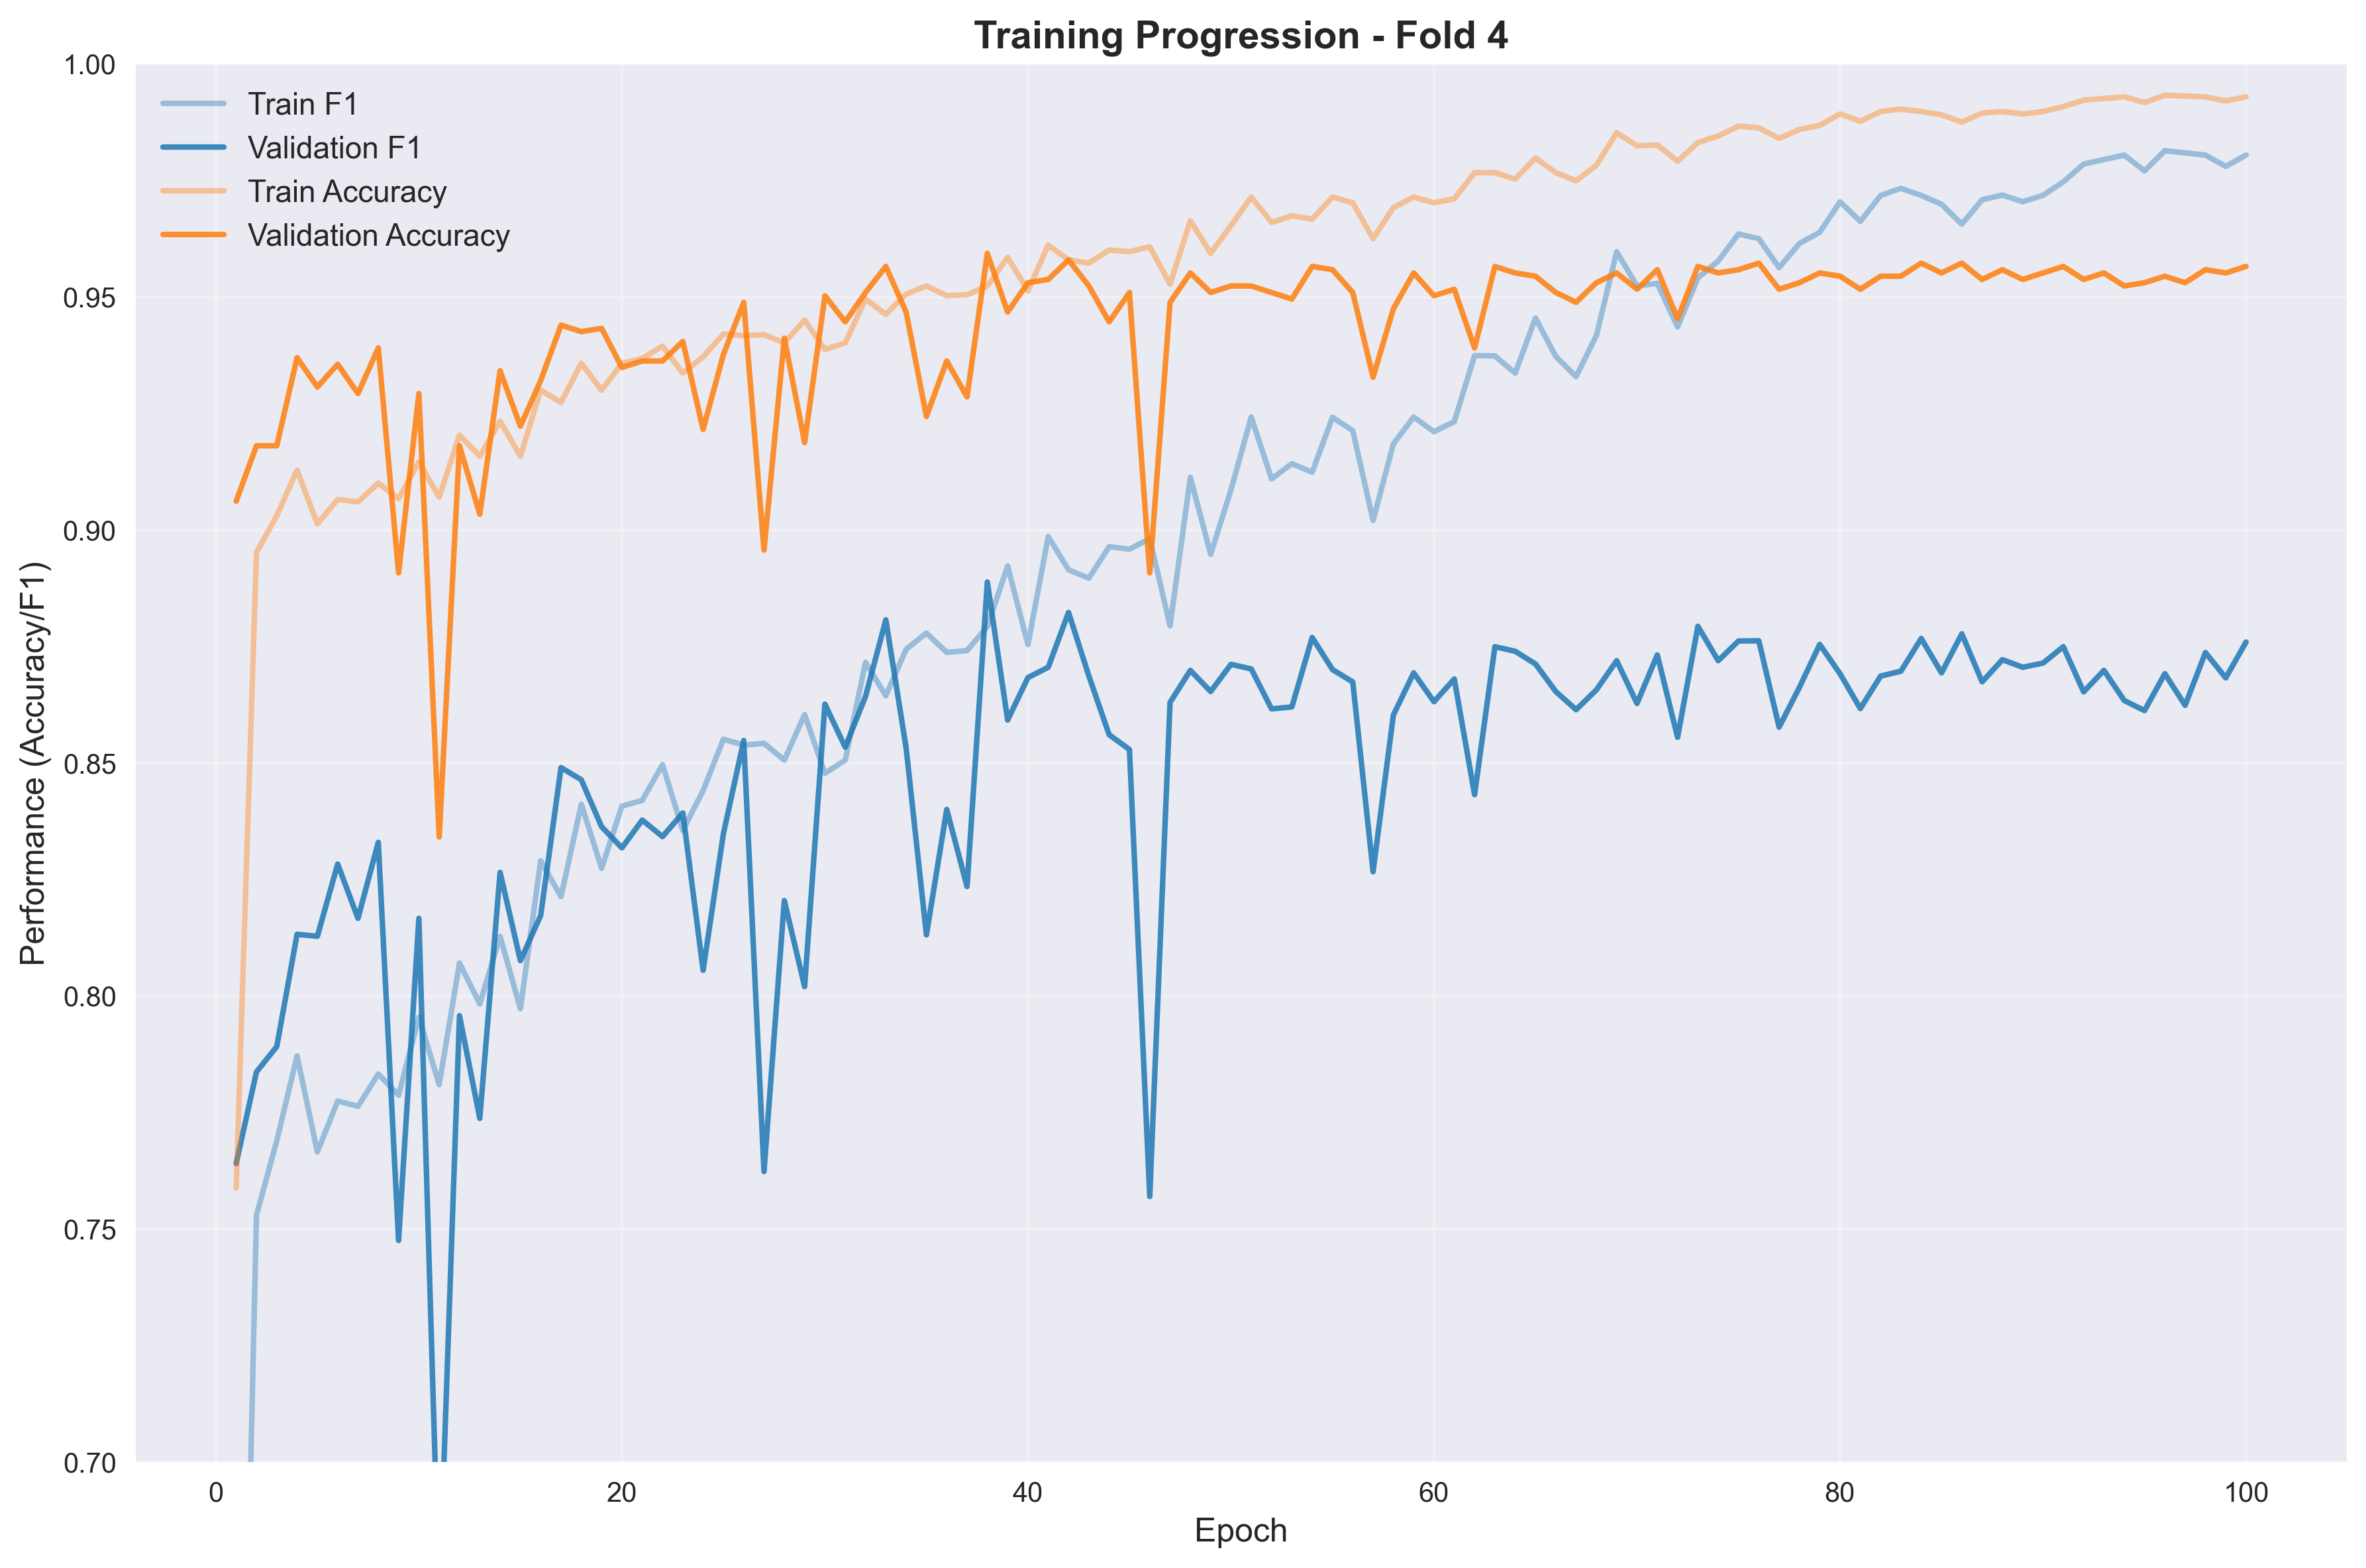 Training Progression - Fold 4
1.00
0.95
0.90
0.85
0.80
0.75
0.70
Performance (Accuracy/F1)
Train F1
Validation F1
Train Accuracy
Validation Accuracy
0 20 40 60 80 100
Epoch